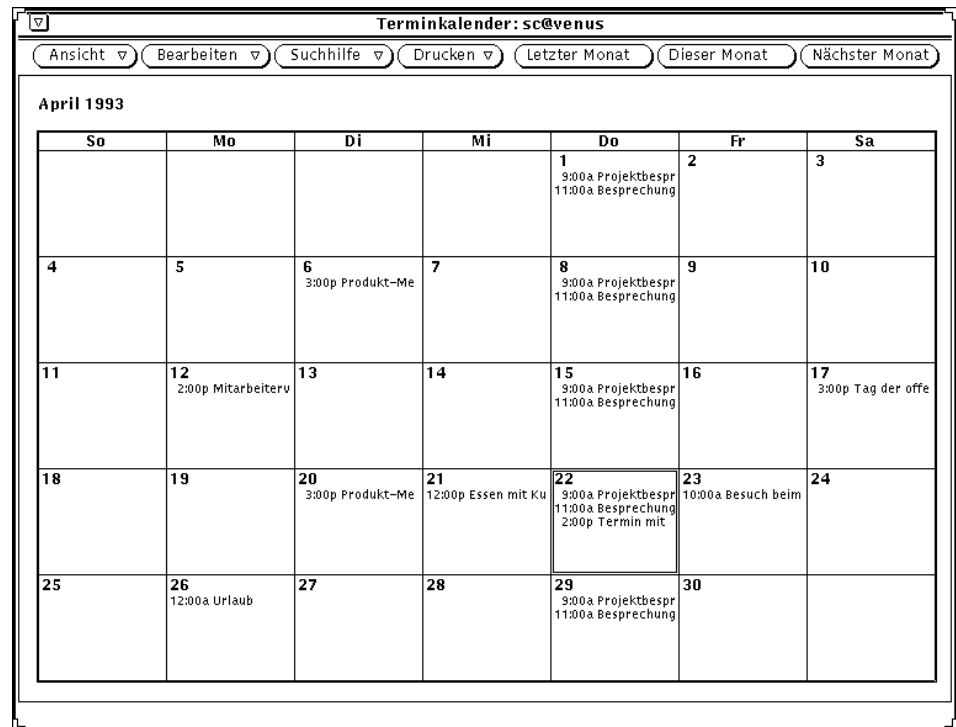 Terminkalender: sc@venus
Ansicht Bearbeiten Suchhilfe Drucken Letzter Monat Dieser Monat Nächster Monat
April 1993
So Mo Di Mi Do Fr Sa
1 2 3
9:00a Projektbespr
11:00a Besprechung
4 5 6 7 8 9 10
3:00p Produkt-Me 9:00a Projektbespr
11:00a Besprechung
11 12 13 14 15 16 17
2:00p Mitarbeiterv 9:00a Projektbespr 3:00p Tag der offe
11:00a Besprechung
18 19 20 21 22 23 24
3:00p Produkt-Me 12:00p Essen mit Ku 9:00a Projektbespr 10:00a Besuch beim
11:00a Besprechung
2:00p Termin mit
25 26 27 28 29 30
12:00a Urlaub 9:00a Projektbespr
11:00a Besprechung